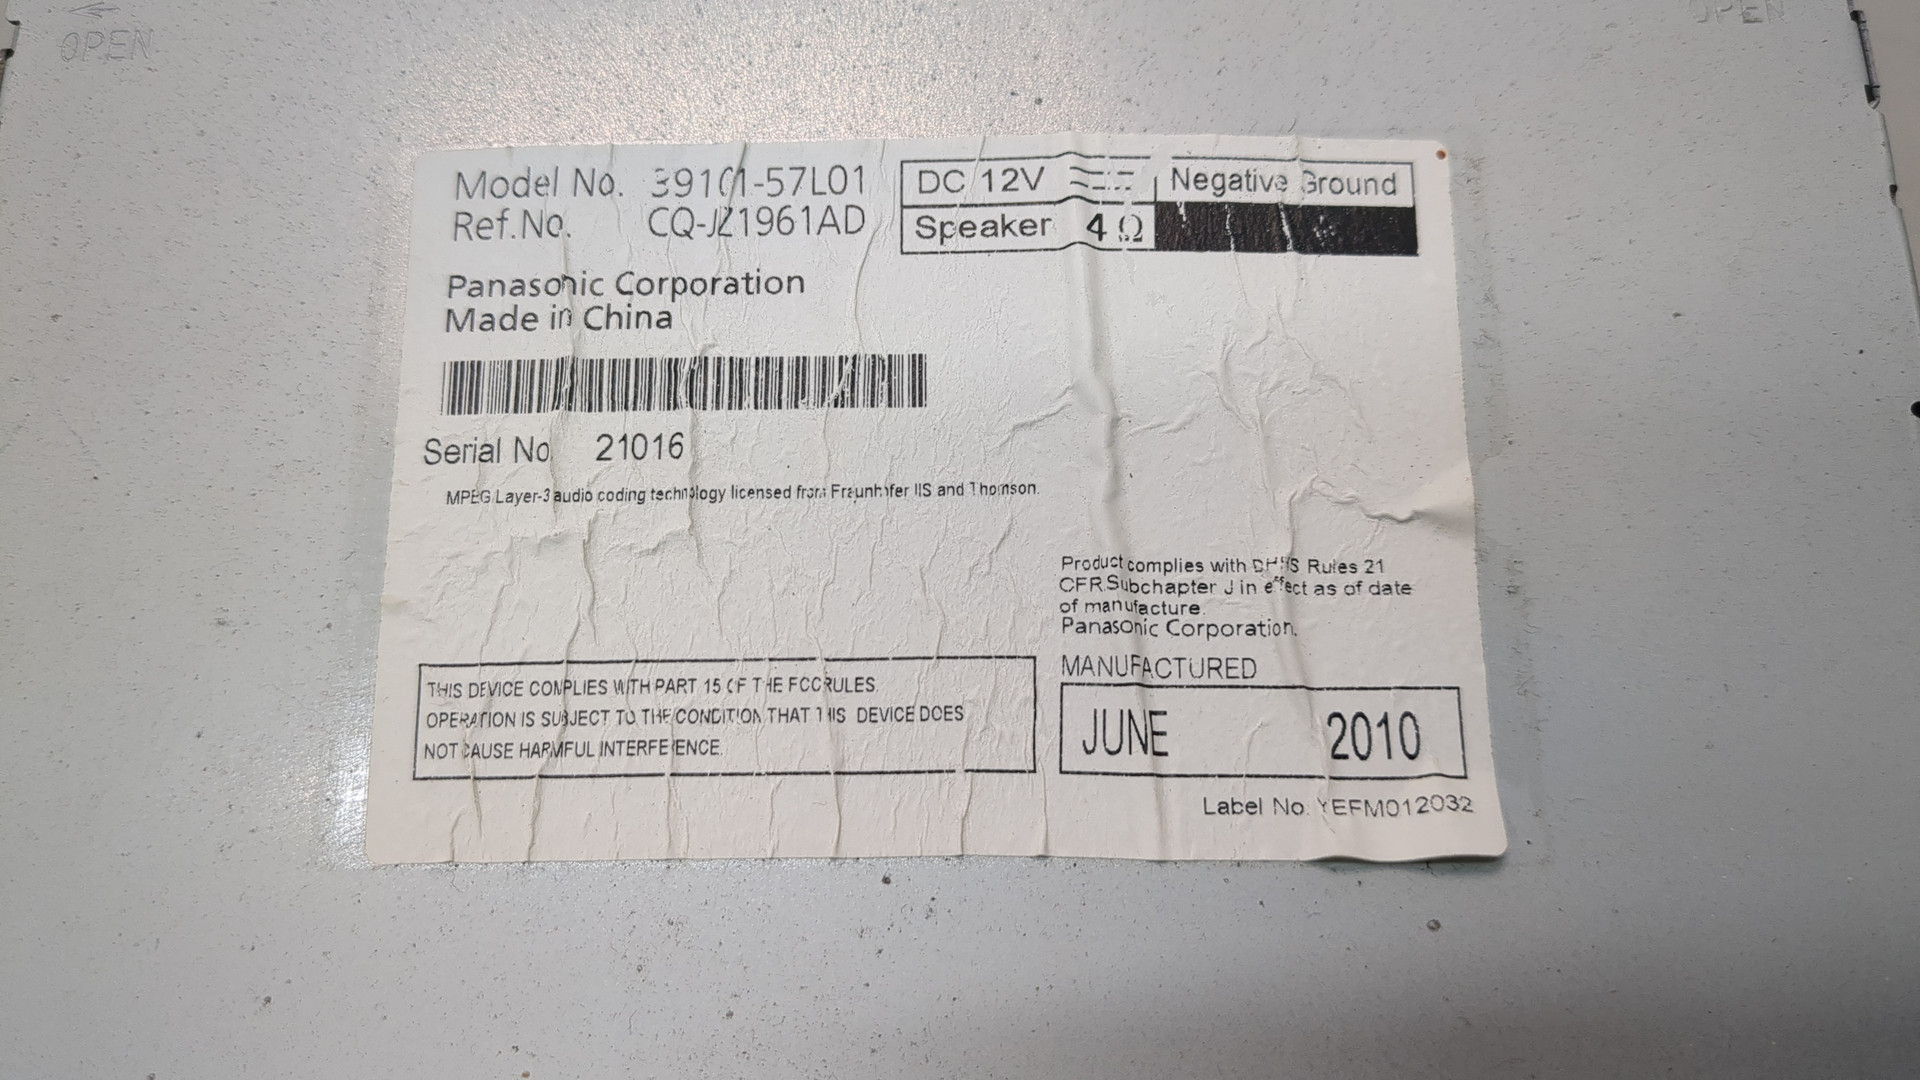 OPEN
OPEN
Model No. 39101-57L01
Ref.No. CQ-JZ1961AD
DC 12V Negative Ground
Speaker 4 Ω
Panasonic Corporation
Made in China
Serial No 21016
MPEG Layer-3 audio coding technology licensed from Fraunhofer IIS and Thomson.
Product complies with DHHS Rules 21
CFR.Subchapter J in effect as of date
of manufacture.
Panasonic Corporation.
THIS DEVICE COMPLIES WITH PART 15 OF THE FCC RULES.
OPERATION IS SUBJECT TO THE CONDITION THAT THIS DEVICE DOES
NOT CAUSE HARMFUL INTERFERENCE.
MANUFACTURED
JUNE 2010
Label No. YEFM012032